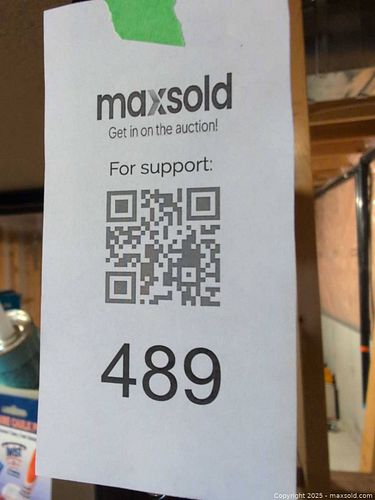 maxsold
Get in on the auction!
For support:
489
Copyright © 2025 - maxsold.com